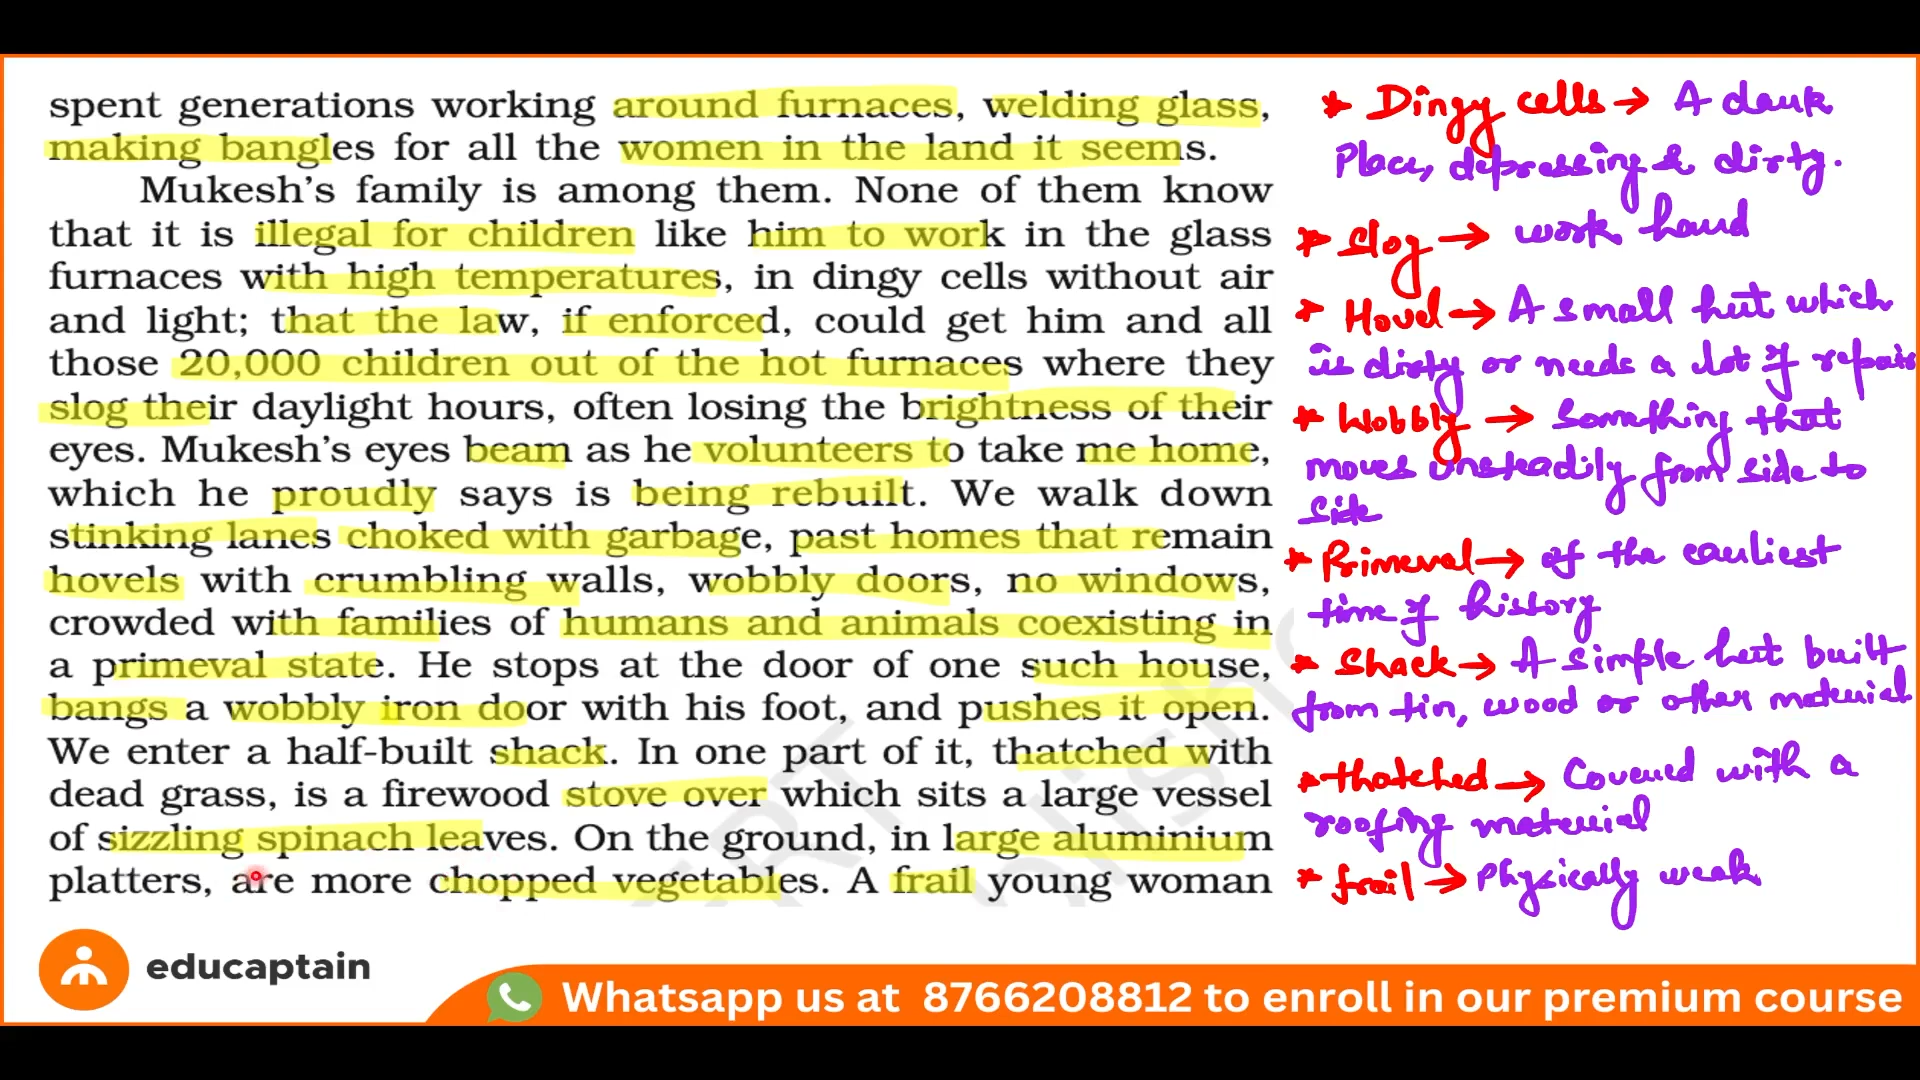 spent generations working around furnaces, welding glass,
making bangles for all the women in the land it seems.
Mukesh's family is among them. None of them know
that it is illegal for children like him to work in the glass
furnaces with high temperatures, in dingy cells without air
and light; that the law, if enforced, could get him and all
those 20,000 children out of the hot furnaces where they
slog their daylight hours, often losing the brightness of their
eyes. Mukesh's eyes beam as he volunteers to take me home,
which he proudly says is being rebuilt. We walk down
stinking lanes choked with garbage, past homes that remain
hovels with crumbling walls, wobbly doors, no windows,
crowded with families of humans and animals coexisting in
a primeval state. He stops at the door of one such house,
bangs a wobbly iron door with his foot, and pushes it open.
We enter a half-built shack. In one part of it, thatched with
dead grass, is a firewood stove over which sits a large vessel
of sizzling spinach leaves. On the ground, in large aluminium
platters, are more chopped vegetables. A frail young woman
* Dingy cells → A dark
Place, depressing & dirty.
* Slog → work hard
* Hovel → A small hut which
is dirty or needs a lot of repair
* Wobbly → Something that
moves unsteadily from side to
side
* Primeval → of the earliest
time of history
* Shack → A simple hut built
from tin, wood or other material
* thatched → Covered with a
roofing material
* frail → Physically weak
educaptain
Whatsapp us at 8766208812 to enroll in our premium course